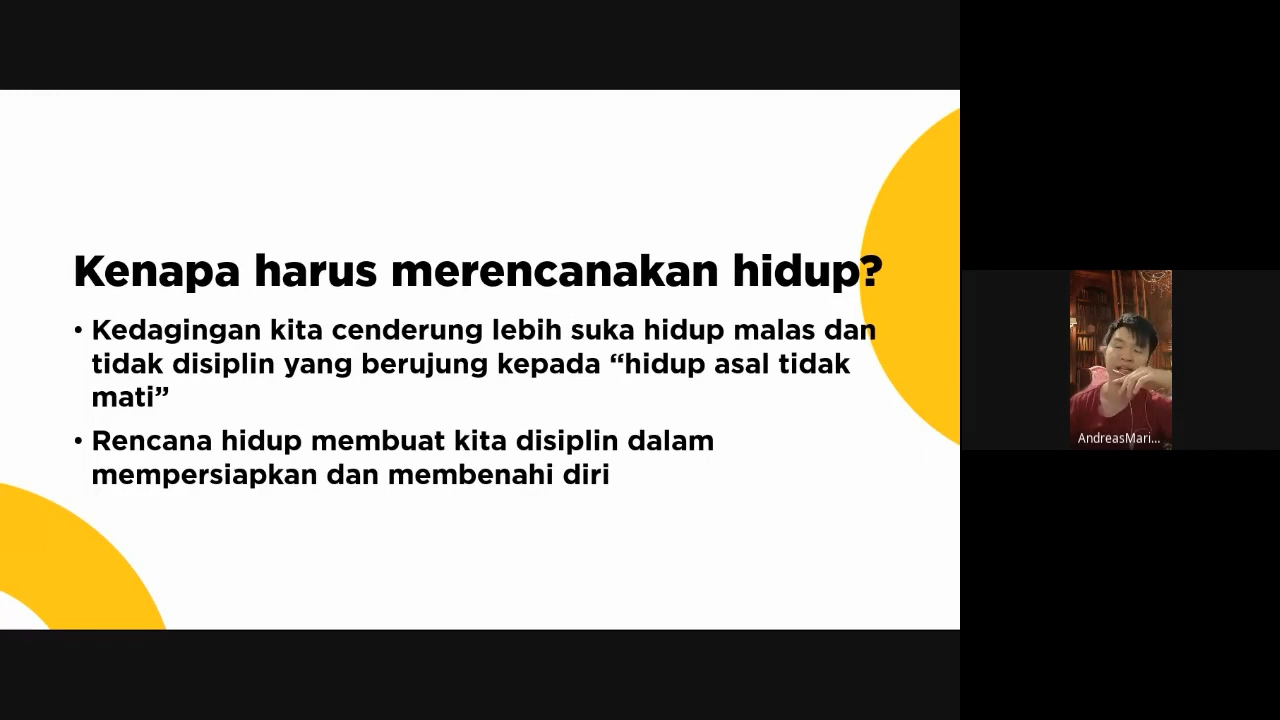 Kenapa harus merencanakan hidup?
• Kedagingan kita cenderung lebih suka hidup malas dan
tidak disiplin yang berujung kepada “hidup asal tidak
mati”
• Rencana hidup membuat kita disiplin dalam
mempersiapkan dan membenahi diri
AndreasMari...